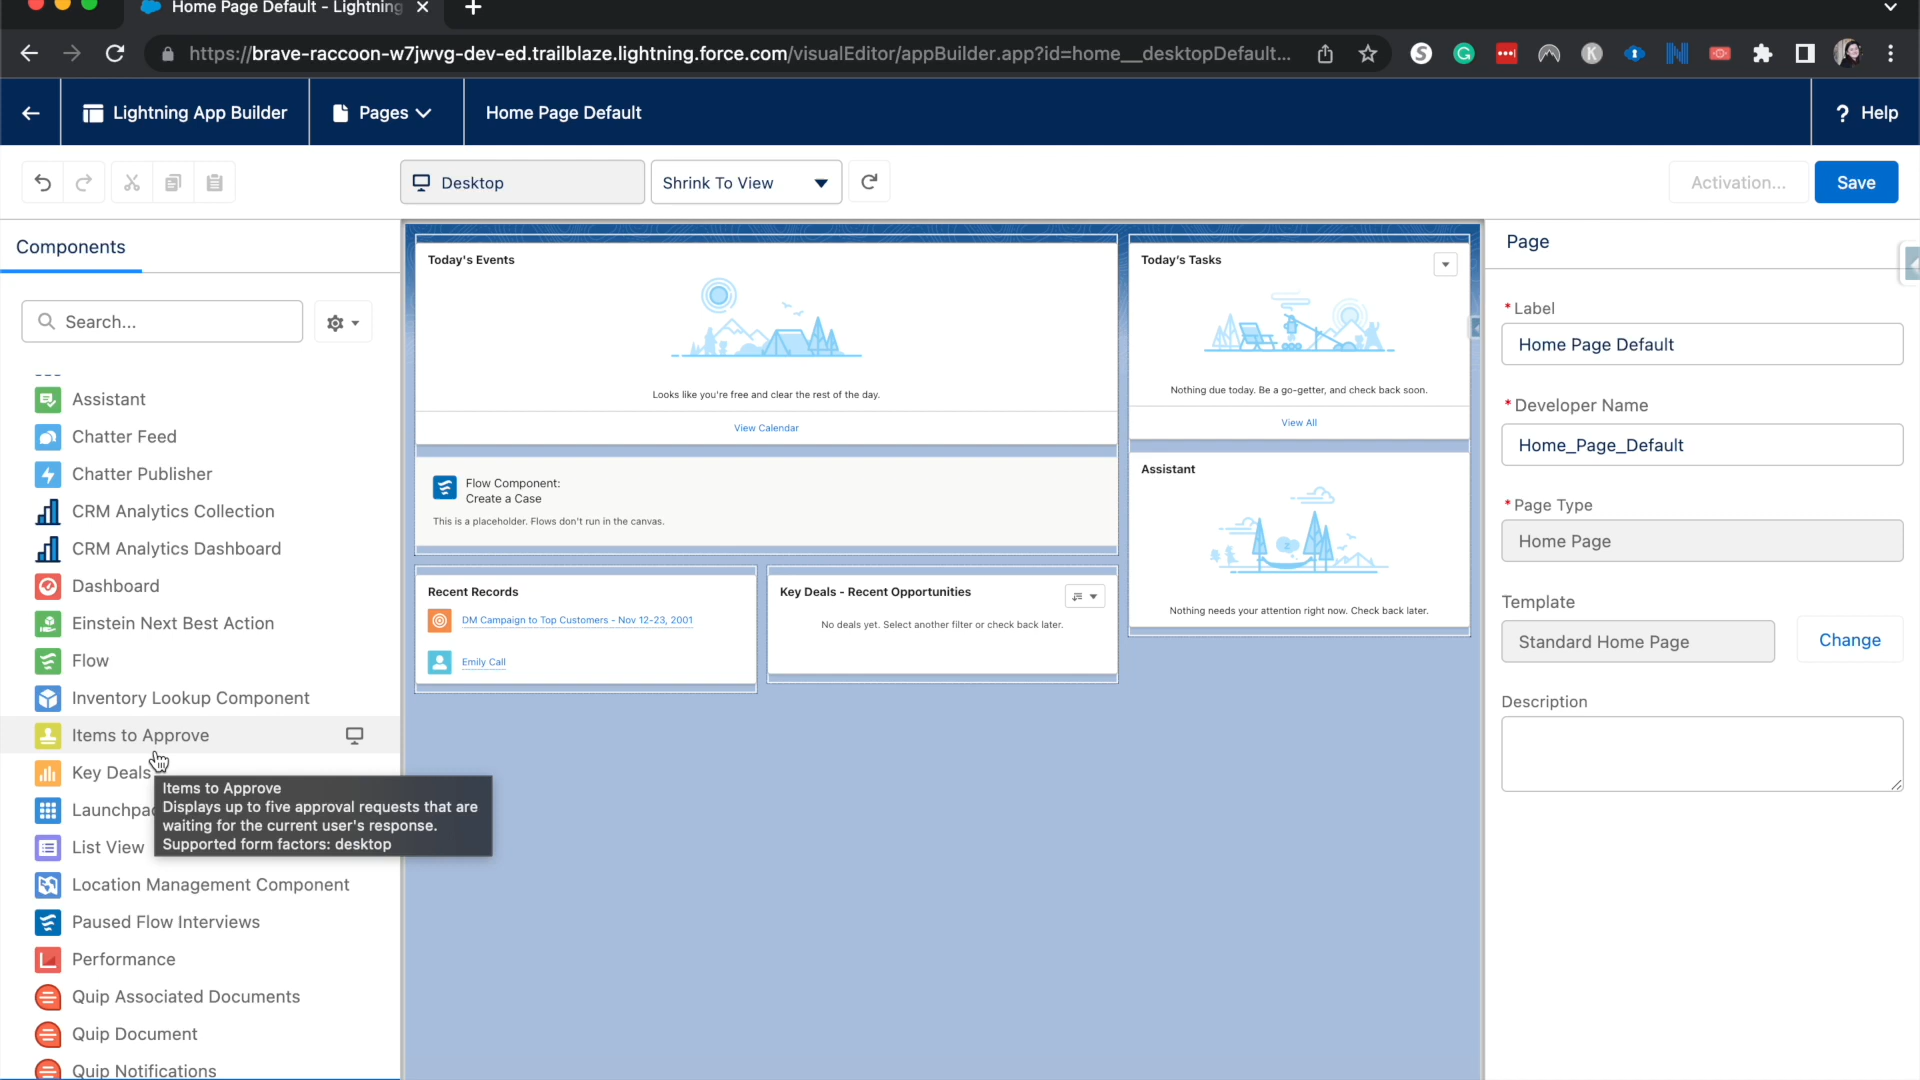 Home Page Default - Lightning
https://brave-raccoon-w7jwvg-dev-ed.trailblaze.lightning.force.com/visualEditor/appBuilder.app?id=home__desktopDefault...
Lightning App Builder
Pages
Home Page Default
? Help
Desktop
Shrink To View
Activation...
Save
Components
Search...
Assistant
Chatter Feed
Chatter Publisher
CRM Analytics Collection
CRM Analytics Dashboard
Dashboard
Einstein Next Best Action
Flow
Inventory Lookup Component
Items to Approve
Key Deals
Launchpad
List View
Location Management Component
Paused Flow Interviews
Performance
Quip Associated Documents
Quip Document
Quip Notifications
Items to Approve
Displays up to five approval requests that are
waiting for the current user's response.
Supported form factors: desktop
Today's Events
Looks like you're free and clear the rest of the day.
View Calendar
Flow Component:
Create a Case
This is a placeholder. Flows don't run in the canvas.
Recent Records
DM Campaign to Top Customers - Nov 12-23, 2001
Emily Call
Key Deals - Recent Opportunities
No deals yet. Select another filter or check back later.
Today's Tasks
Nothing due today. Be a go-getter, and check back soon.
View All
Assistant
Nothing needs your attention right now. Check back later.
Page
* Label
Home Page Default
* Developer Name
Home_Page_Default
* Page Type
Home Page
Template
Standard Home Page
Change
Description